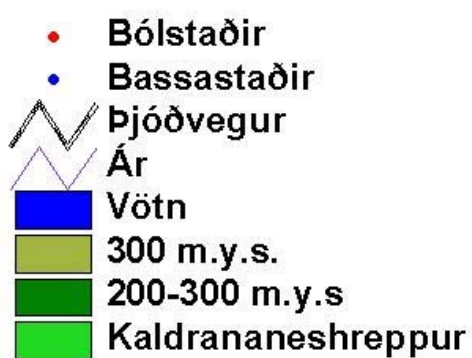 Bólstaðir
Bassastaðir
Þjóðvegur
Ár
Vötn
300 m.y.s.
200-300 m.y.s
Kaldrananeshreppur